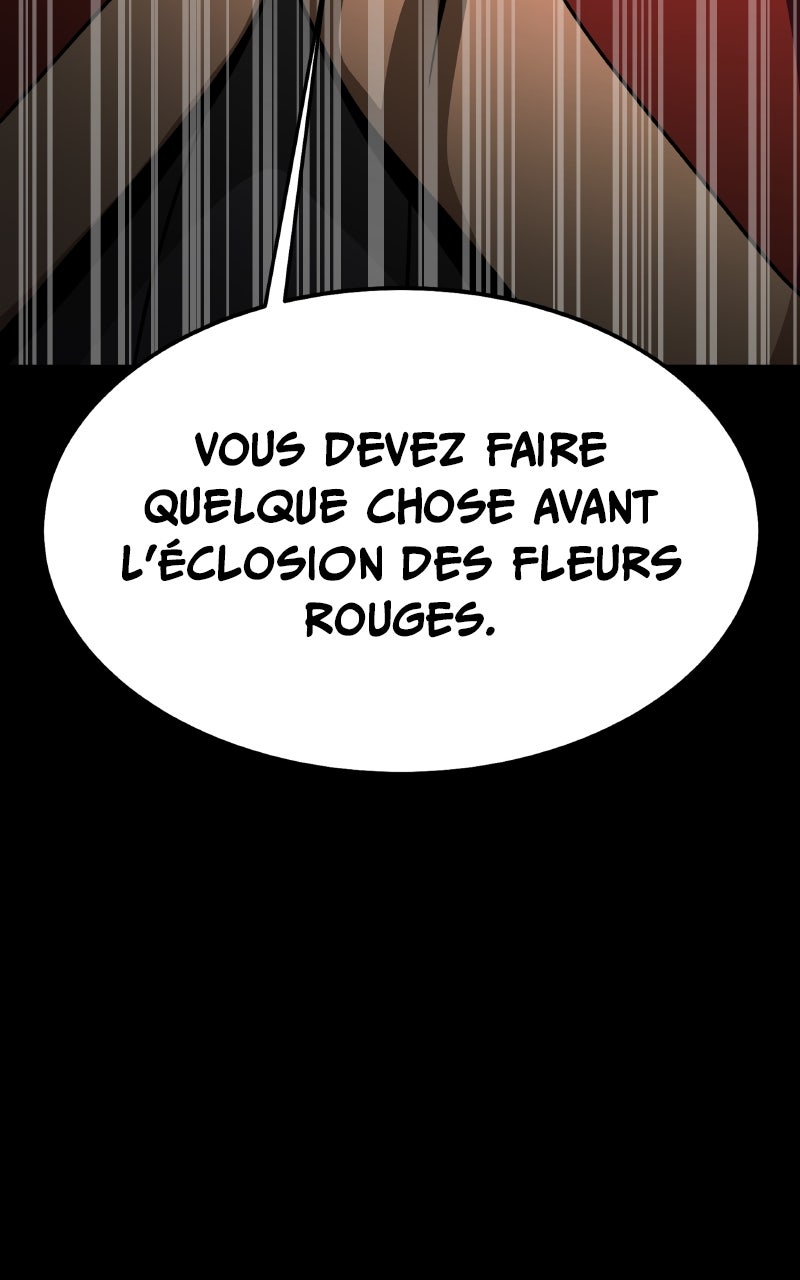 VOUS DEVEZ FAIRE
QUELQUE CHOSE AVANT
L'ÉCLOSION DES FLEURS
ROUGES.